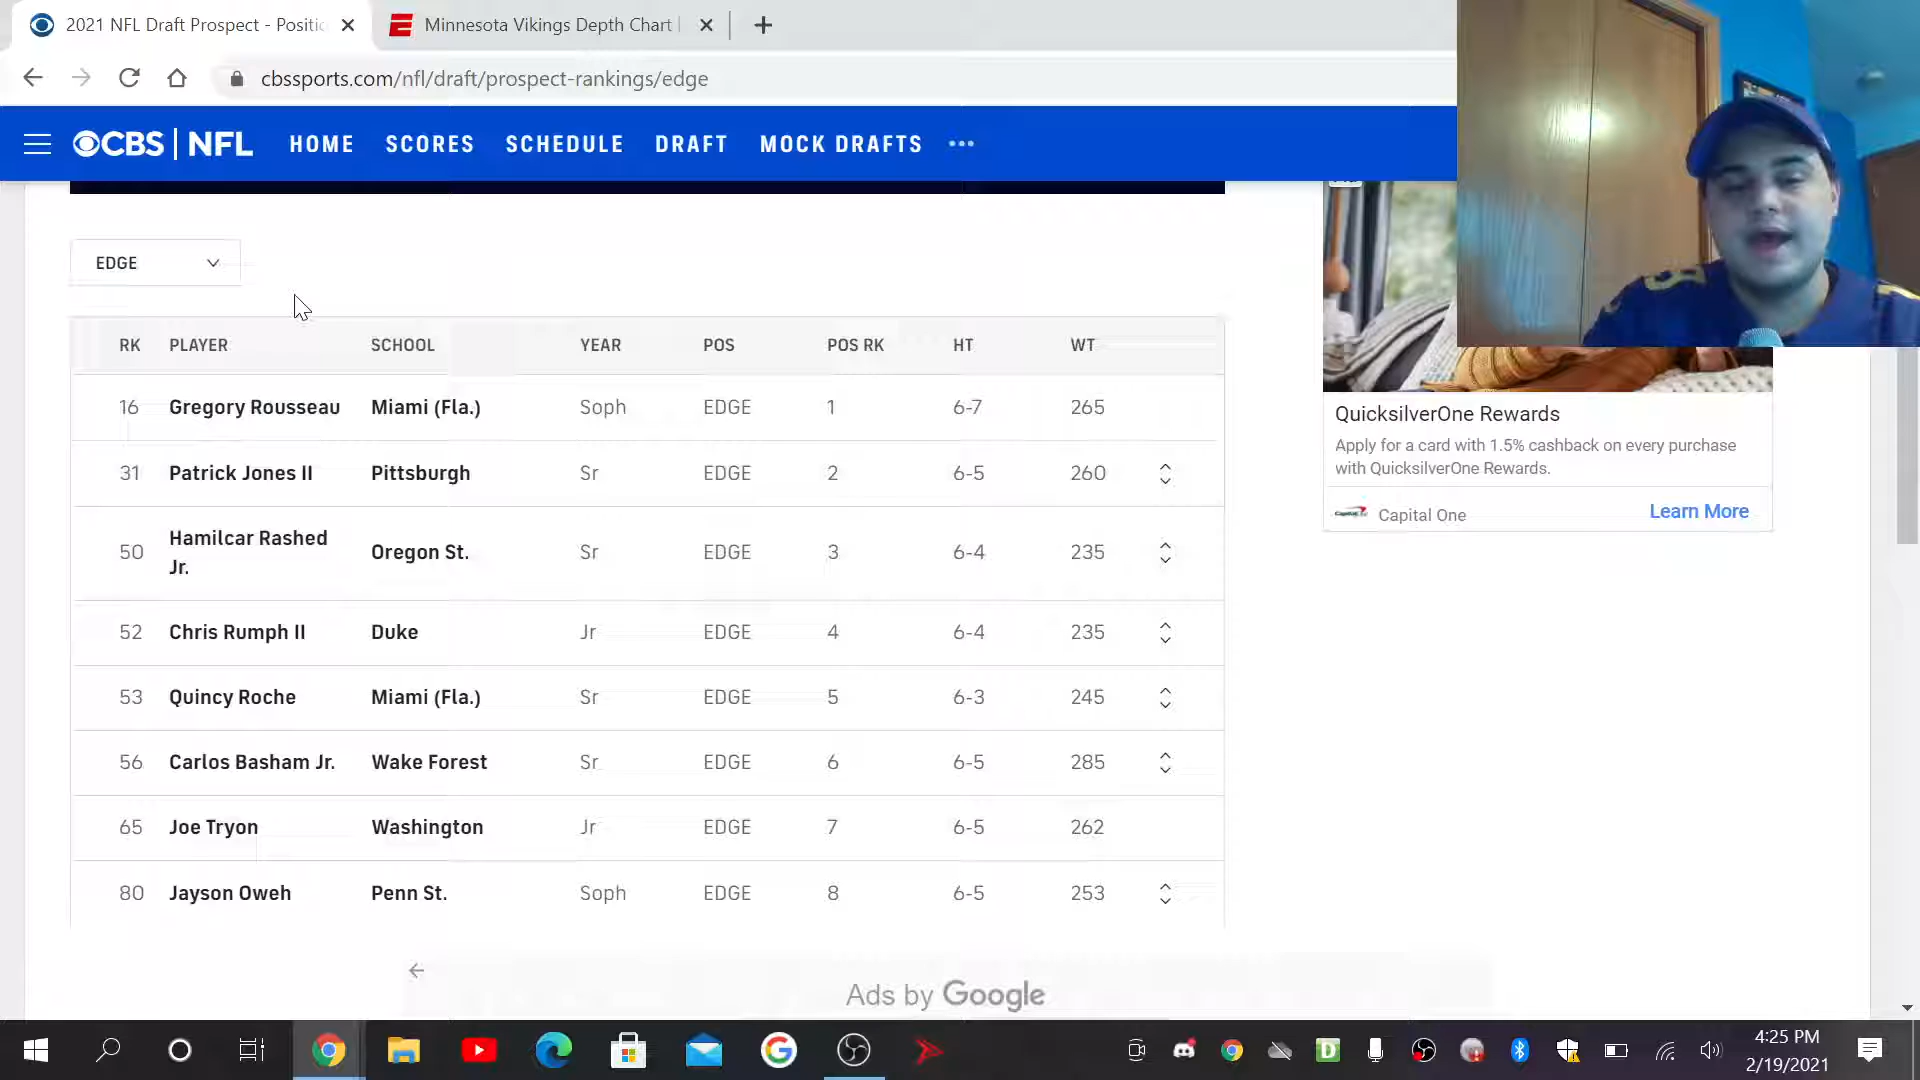 2021 NFL Draft Prospect - Positic
Minnesota Vikings Depth Chart |
cbssports.com/nfl/draft/prospect-rankings/edge
CBS | NFL HOME SCORES SCHEDULE DRAFT MOCK DRAFTS •••
EDGE
RK PLAYER SCHOOL YEAR POS POS RK HT WT
16 Gregory Rousseau Miami (Fla.) Soph EDGE 1 6-7 265
31 Patrick Jones II Pittsburgh Sr EDGE 2 6-5 260
50 Hamilcar Rashed Jr. Oregon St. Sr EDGE 3 6-4 235
52 Chris Rumph II Duke Jr EDGE 4 6-4 235
53 Quincy Roche Miami (Fla.) Sr EDGE 5 6-3 245
56 Carlos Basham Jr. Wake Forest Sr EDGE 6 6-5 285
65 Joe Tryon Washington Jr EDGE 7 6-5 262
80 Jayson Oweh Penn St. Soph EDGE 8 6-5 253
QuicksilverOne Rewards
Apply for a card with 1.5% cashback on every purchase
with QuicksilverOne Rewards.
Capital One Learn More
Ads by Google
4:25 PM
2/19/2021